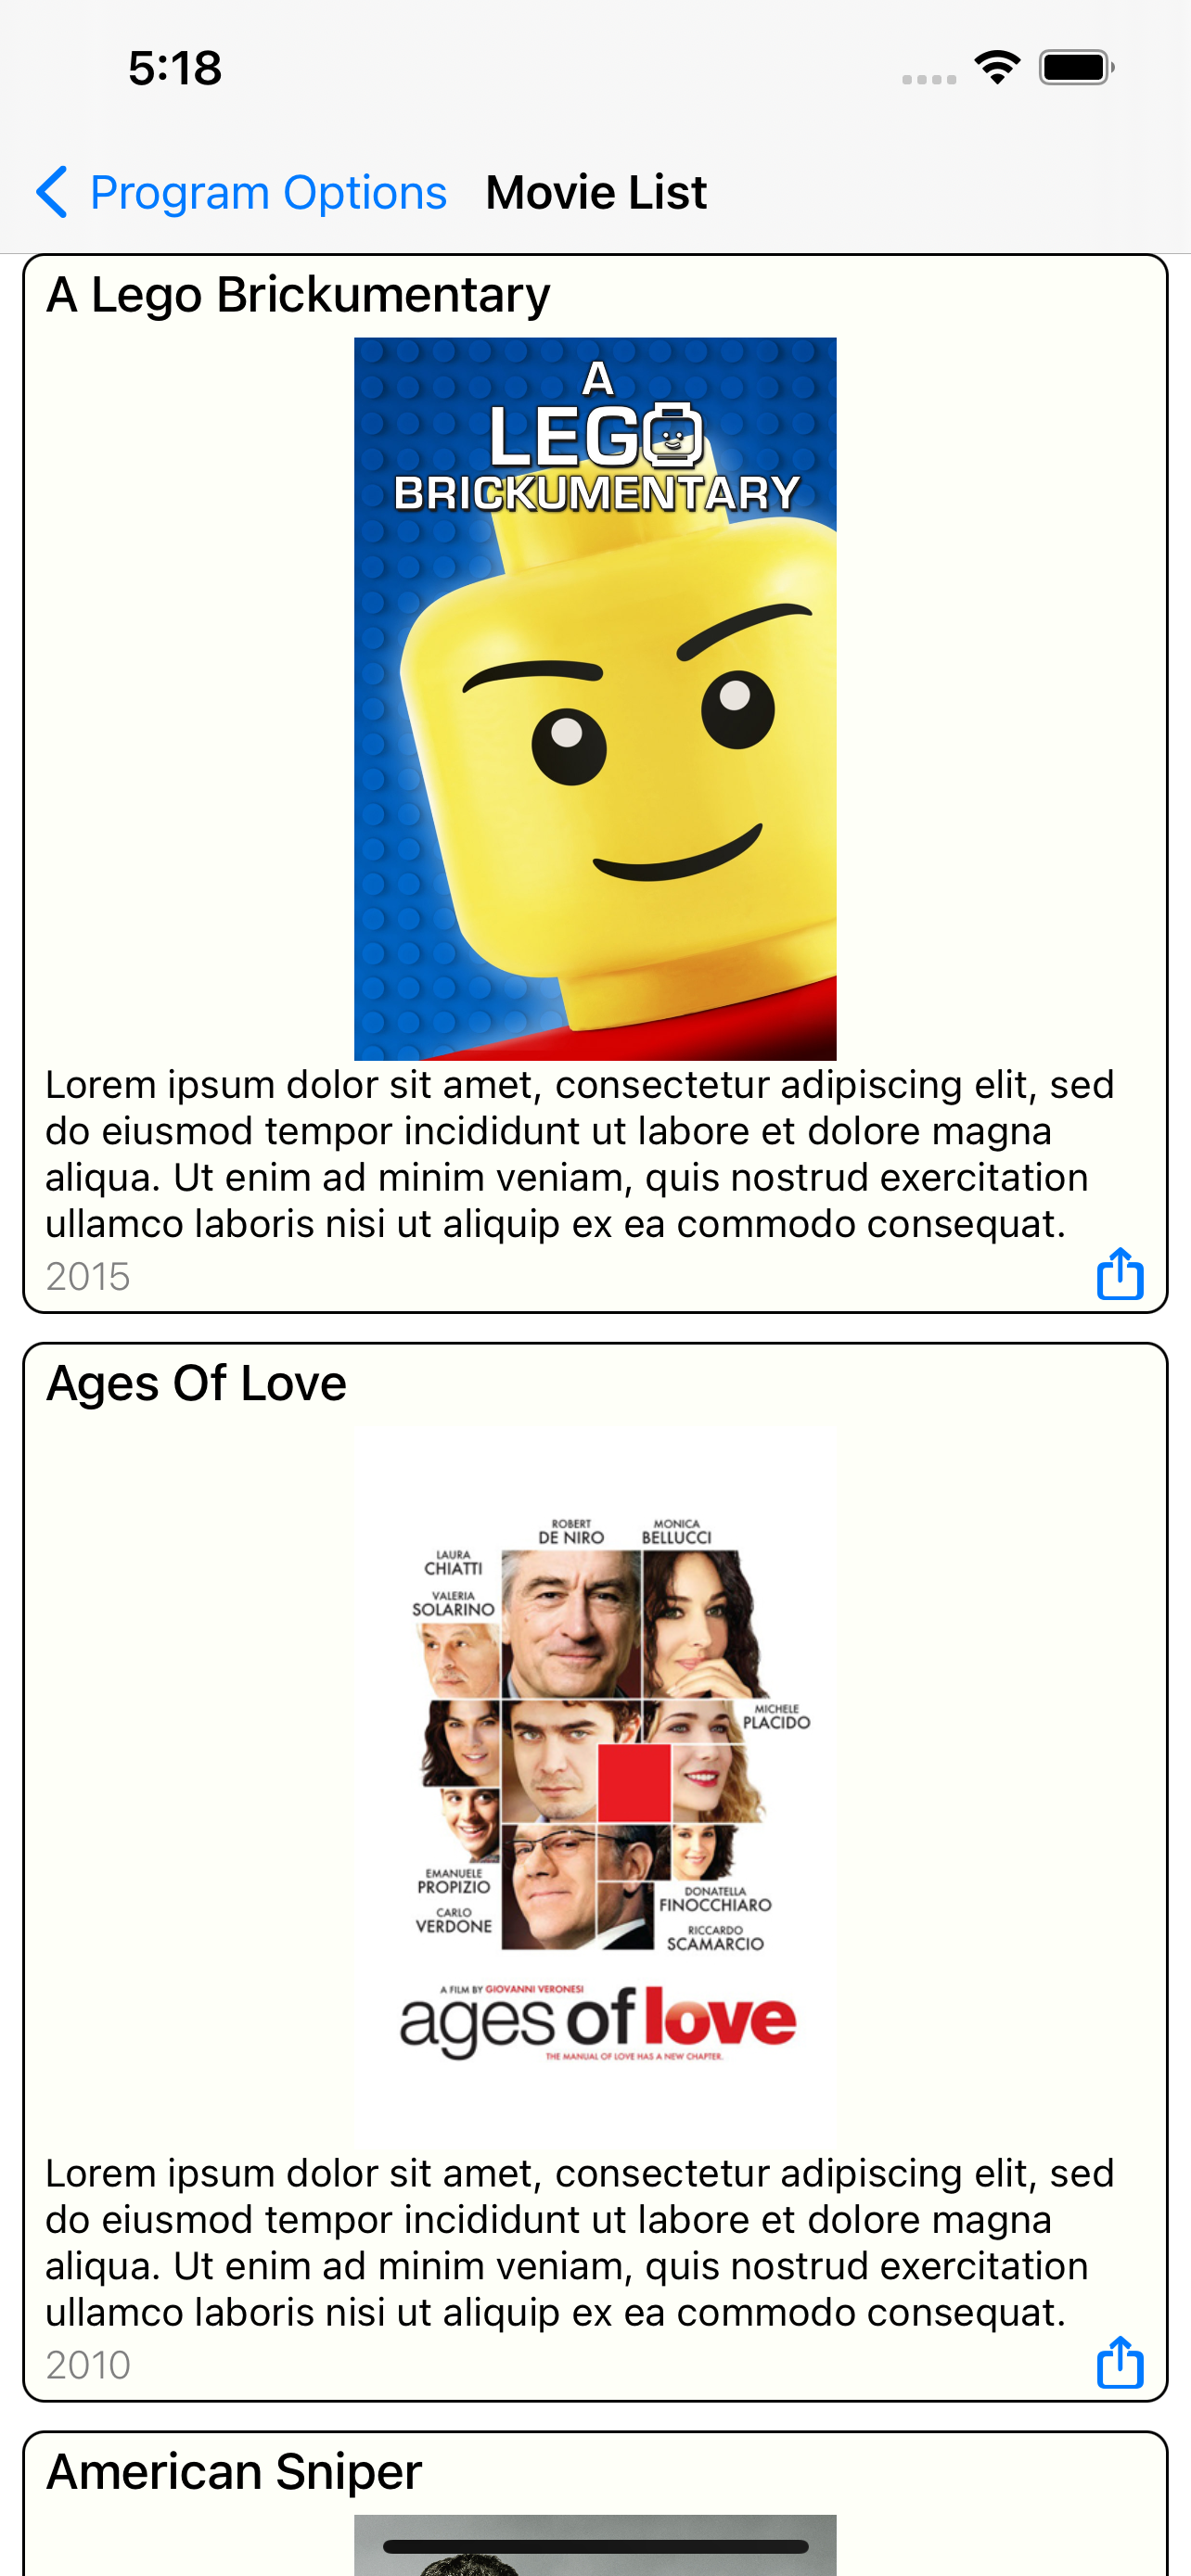 5:18
Program Options Movie List
A Lego Brickumentary
A
LEGO
BRICKUMENTARY
Lorem ipsum dolor sit amet, consectetur adipiscing elit, sed
do eiusmod tempor incididunt ut labore et dolore magna
aliqua. Ut enim ad minim veniam, quis nostrud exercitation
ullamco laboris nisi ut aliquip ex ea commodo consequat.
2015
Ages Of Love
ROBERT
DE NIRO
MONICA
BELLUCCI
LAURA
CHIATTI
VALERIA
SOLARINO
MICHELE
PLACIDO
EMANUELE
PROPIZIO
CARLO
VERDONE
DONATELLA
FINOCCHIARO
RICCARDO
SCAMARCIO
A FILM BY GIOVANNI VERONESI
ages of love
THE MANUAL OF LOVE HAS A NEW CHAPTER.
Lorem ipsum dolor sit amet, consectetur adipiscing elit, sed
do eiusmod tempor incididunt ut labore et dolore magna
aliqua. Ut enim ad minim veniam, quis nostrud exercitation
ullamco laboris nisi ut aliquip ex ea commodo consequat.
2010
American Sniper